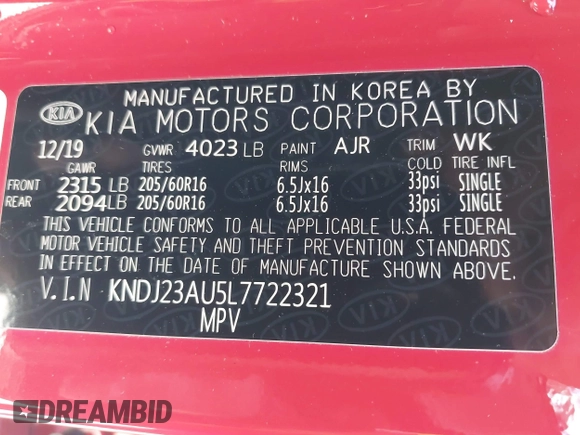 MANUFACTURED IN KOREA BY
KIA KIA MOTORS CORPORATION
12/19 GVWR 4023 LB PAINT AJR TRIM WK
GAWR TIRES RIMS COLD TIRE INFL
FRONT 2315 LB 205/60R16 6.5Jx16 33psi SINGLE
REAR 2094 LB 205/60R16 6.5Jx16 33psi SINGLE
THIS VEHICLE CONFORMS TO ALL APPLICABLE U.S.A. FEDERAL
MOTOR VEHICLE SAFETY AND THEFT PREVENTION STANDARDS
IN EFFECT ON THE DATE OF MANUFACTURE SHOWN ABOVE.
V.I.N KNDJ23AU5L7722321
MPV
DREAMBID